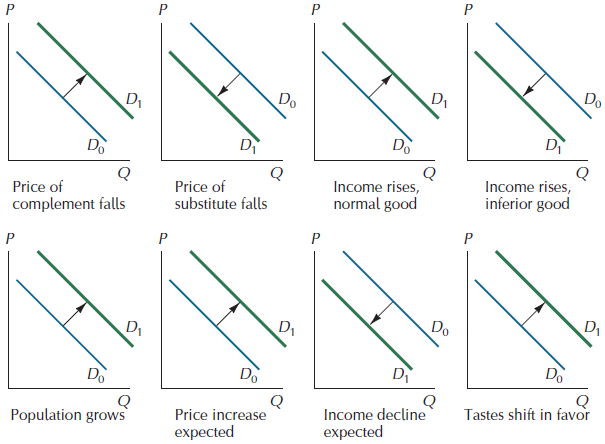 P P P P
D₁ D₀ D₁ D₀
D₀ D₁ D₀ D₁
Q Q Q Q
Price of complement falls
Price of substitute falls
Income rises, normal good
Income rises, inferior good
P P P P
D₁ D₁ D₀ D₁
D₀ D₀ D₁ D₀
Q Q Q Q
Population grows
Price increase expected
Income decline expected
Tastes shift in favor